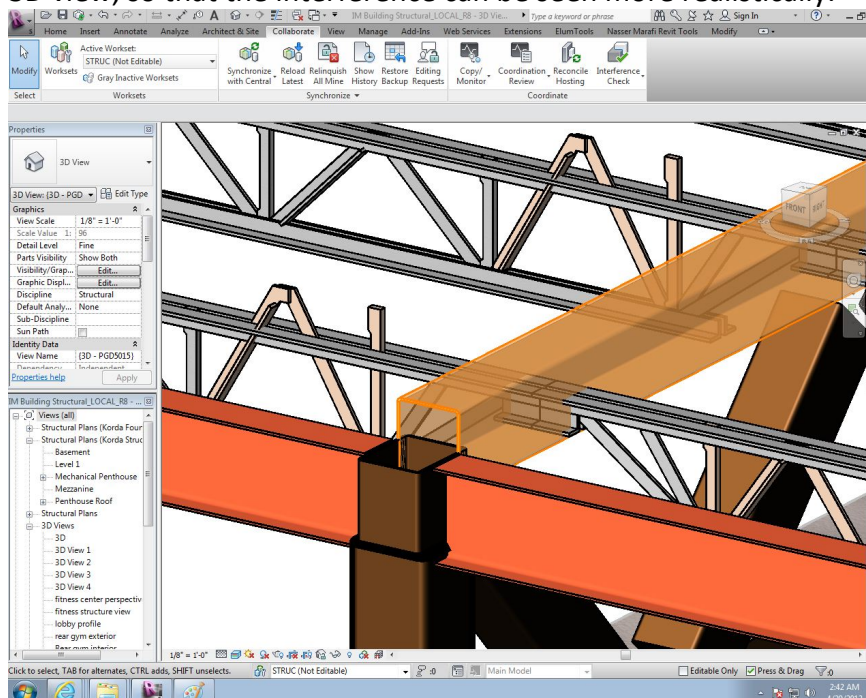 3D view, so that the interference can be seen more realistically.
IM Building Structural_LOCAL_R8 - 3D Vie... Type a keyword or phrase Sign In
Home Insert Annotate Analyze Architect & Site Collaborate View Manage Add-Ins Web Services Extensions ElumTools Nasser Marafi Revit Tools Modify
Modify Worksets
Active Workset:
STRUC (Not Editable)
Gray Inactive Worksets
Synchronize with Central
Reload Latest
Relinquish All Mine
Show History
Restore Backup
Editing Requests
Copy/ Monitor
Coordination Review
Reconcile Hosting
Interference Check
Select Worksets Synchronize Coordinate
Properties
3D View
3D View: {3D - PGD Edit Type
Graphics
View Scale 1/8" = 1'-0"
Scale Value 1: 96
Detail Level Fine
Parts Visibility Show Both
Visibility/Grap... Edit...
Graphic Displ... Edit...
Discipline Structural
Default Analy... None
Sub-Discipline
Sun Path
Identity Data
View Name {3D - PGD5015}
Dependency Independent
Properties help Apply
IM Building Structural_LOCAL_R8 - ...
Views (all)
Structural Plans (Korda Four
Structural Plans (Korda Struc
Basement
Level 1
Mechanical Penthouse
Mezzanine
Penthouse Roof
Structural Plans
3D Views
3D
3D View 1
3D View 2
3D View 3
3D View 4
fitness center perspectiv
fitness structure view
lobby profile
rear gym exterior
Rear gym interior
FRONT
1/8" = 1'-0"
Click to select, TAB for alternates, CTRL adds, SHIFT unselects. STRUC (Not Editable) :0 Main Model Editable Only Press & Drag :0
2:42 AM